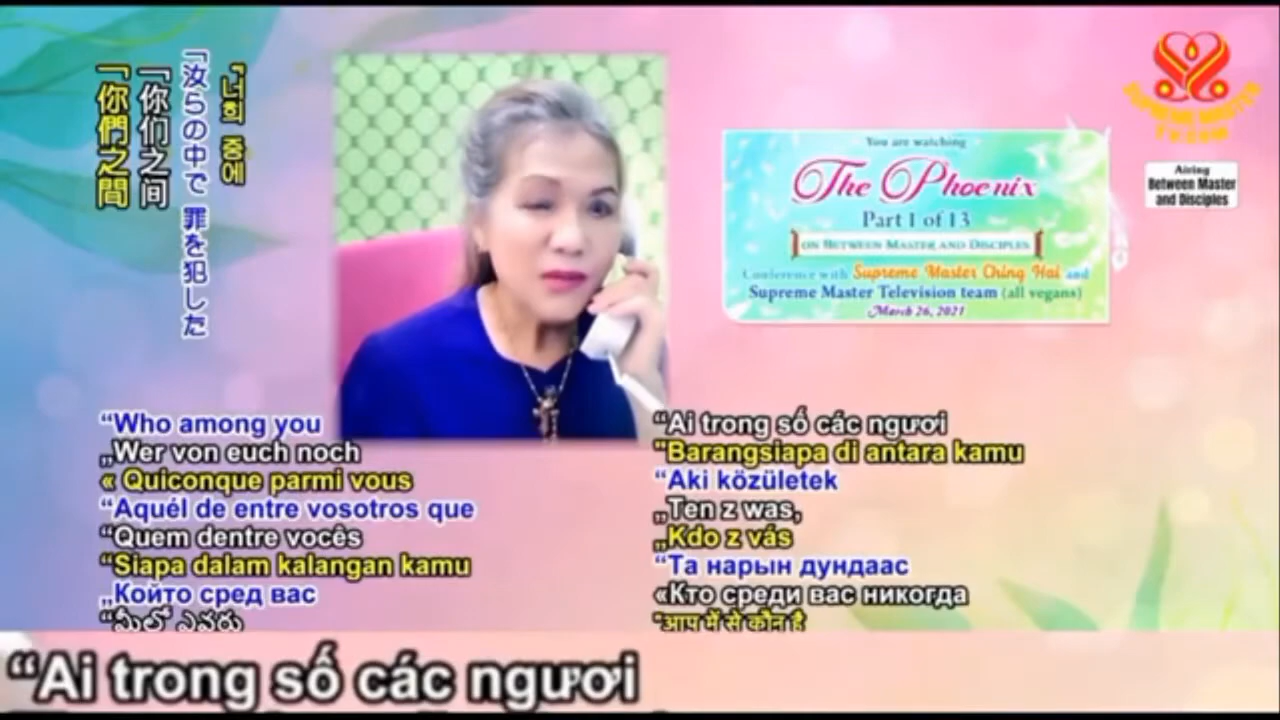 「너희 중에
「汝らの中で 罪を犯した
「你们之间
「你們之間
You are watching
The Phoenix
Part 1 of 13
ON BETWEEN MASTER AND DISCIPLES
Conference with Supreme Master Ching Hai and
Supreme Master Television team (all vegans)
March 26, 2021
SUPREME MASTER
Airing
Between Master
and Disciples
“Who among you
„Wer von euch noch
« Quiconque parmi vous
“Aquél de entre vosotros que
“Quem dentre vocês
“Siapa dalam kalangan kamu
„Който сред вас
“మీలో ఎవరు
“Ai trong số các ngươi
"Barangsiapa di antara kamu
“Aki közületek
„Ten z was,
„Kdo z vás
“Та нарын дундаас
«Кто среди вас никогда
"आप में से कौन है
“Ai trong số các ngươi